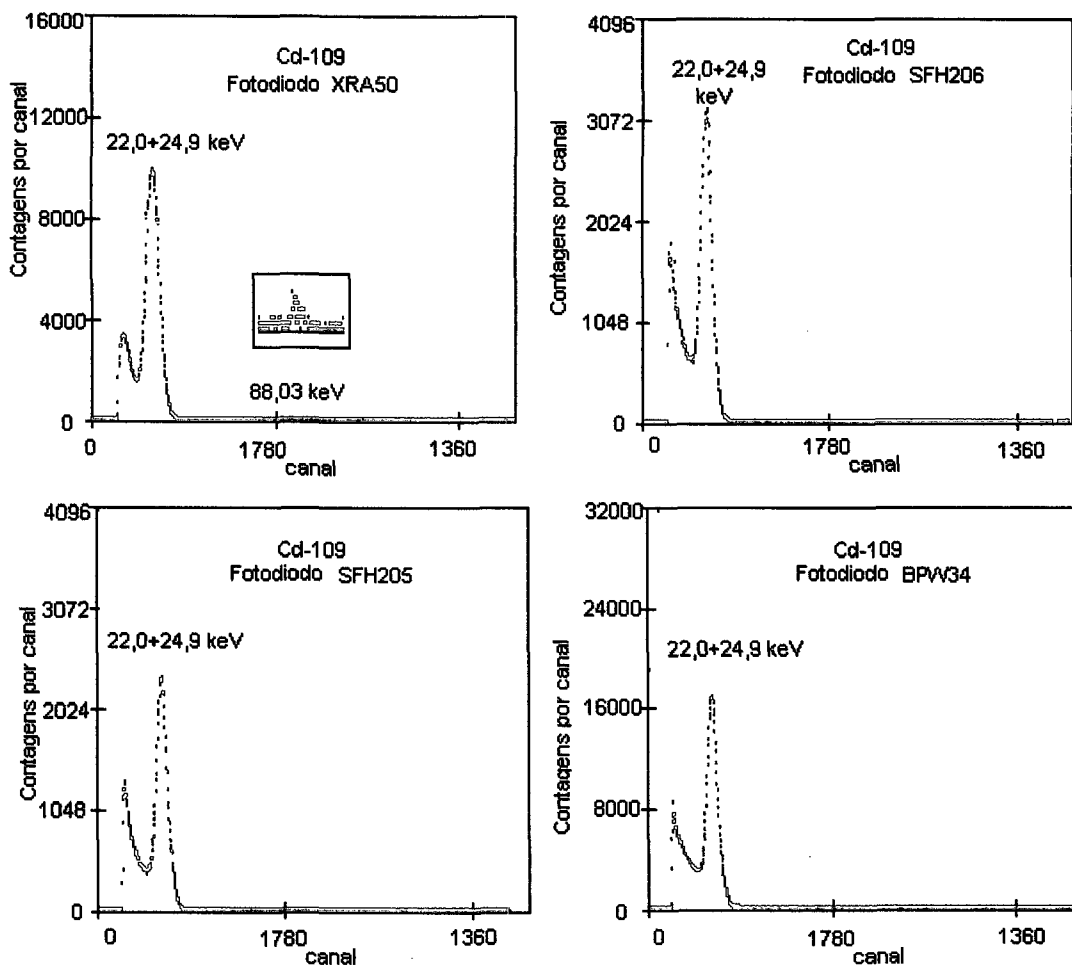 16000
12000
8000
4000
0
Contagens por canal
Cd-109
Fotodiodo XRA50
22,0+24,9 keV
88,03 keV
0
1780
1360
canal
4096
3072
2024
1048
0
Contagens por canal
Cd-109
Fotodiodo SFH206
22,0+24,9
keV
0
1780
1360
canal
4096
3072
2024
1048
0
Contagens por canal
Cd-109
Fotodiodo SFH205
22,0+24,9 keV
0
1780
1360
canal
32000
24000
16000
8000
0
Contagens por canal
Cd-109
Fotodiodo BPW34
22,0+24,9 keV
0
1780
1360
canal